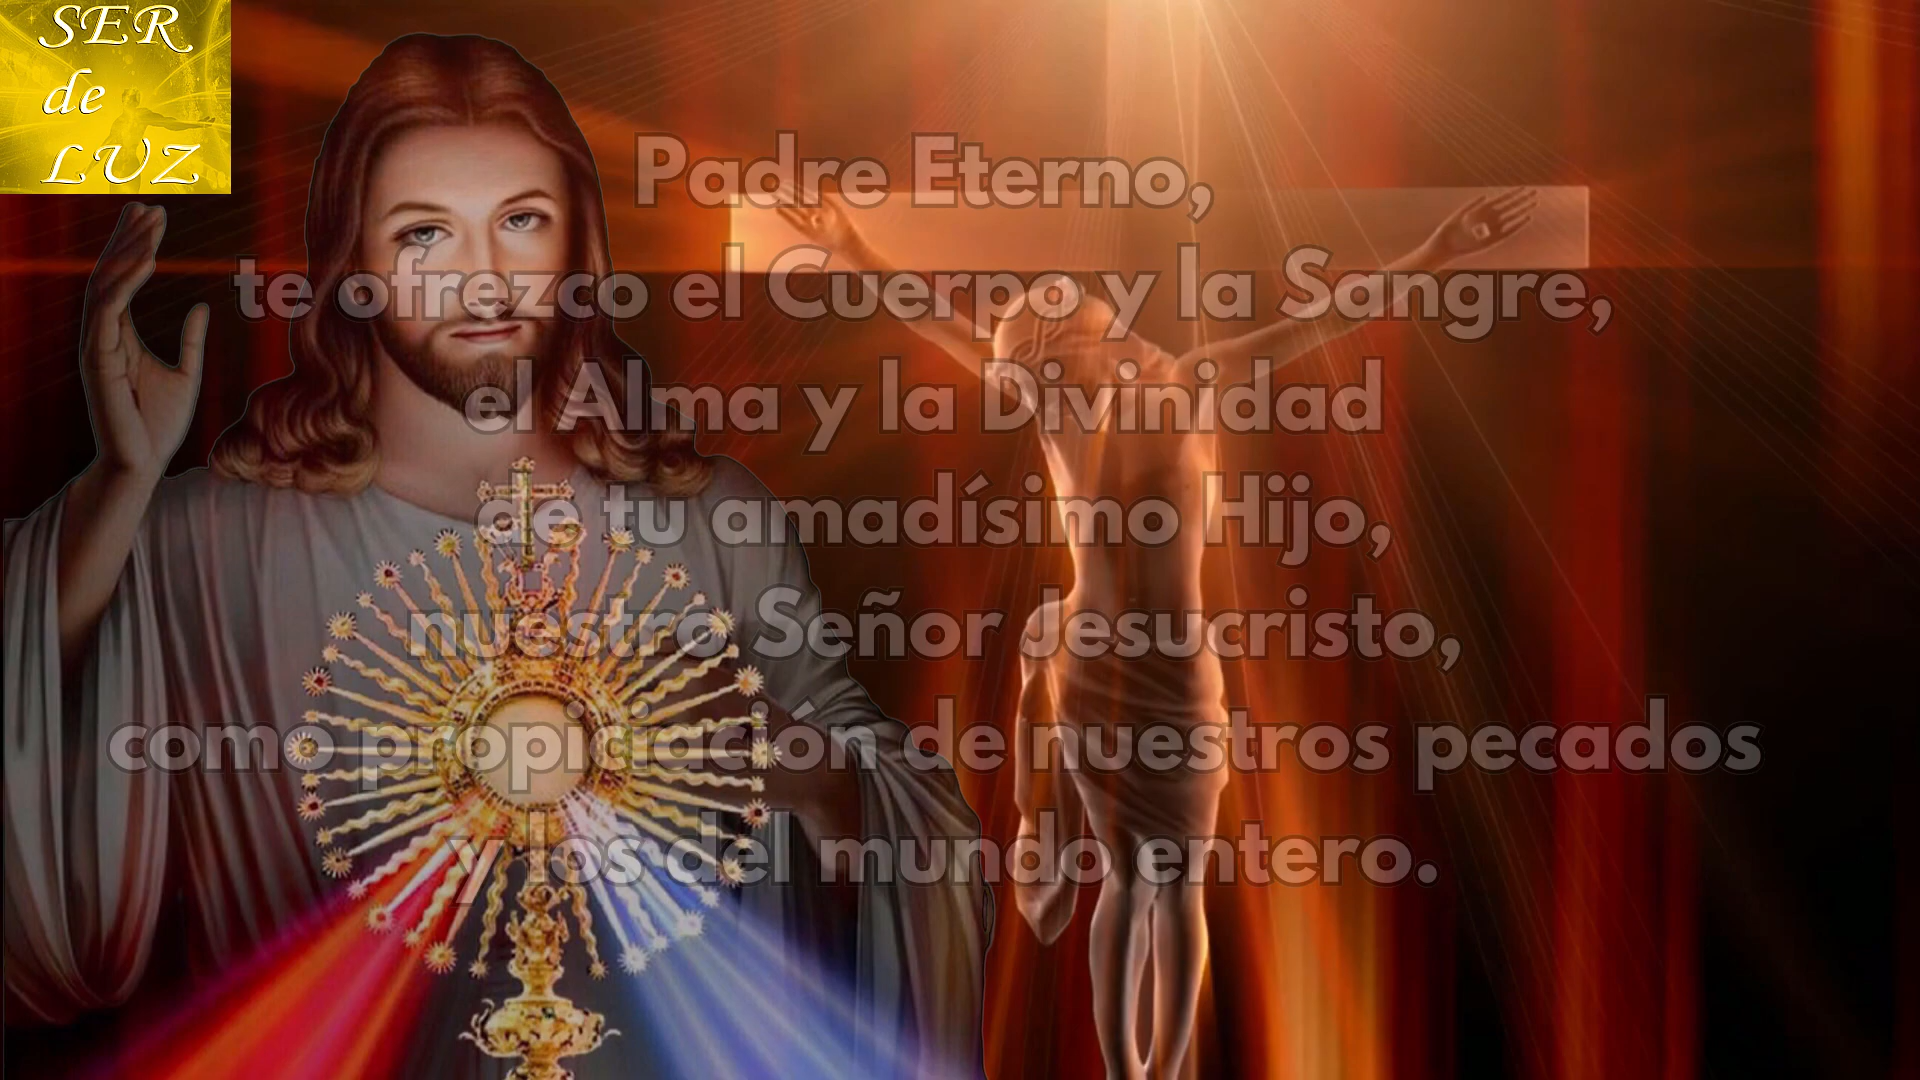 SER
de
LUZ
Padre Eterno,
te ofrezco el Cuerpo y la Sangre,
el Alma y la Divinidad
de tu amadísimo Hijo,
nuestro Señor Jesucristo,
como propiciación de nuestros pecados
y los del mundo entero.